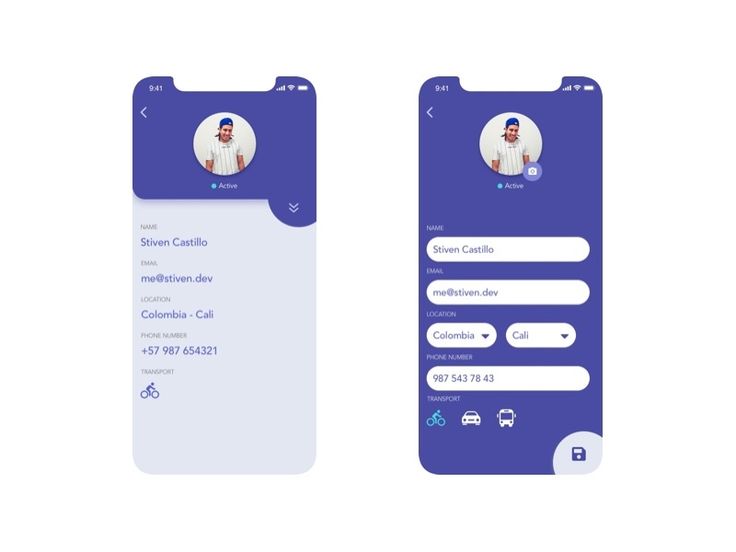 9:41
Active
NAME
Stiven Castillo
EMAIL
me@stiven.dev
LOCATION
Colombia - Cali
PHONE NUMBER
+57 987 654321
TRANSPORT
9:41
Active
NAME
Stiven Castillo
EMAIL
me@stiven.dev
LOCATION
Colombia Cali
PHONE NUMBER
987 543 78 43
TRANSPORT